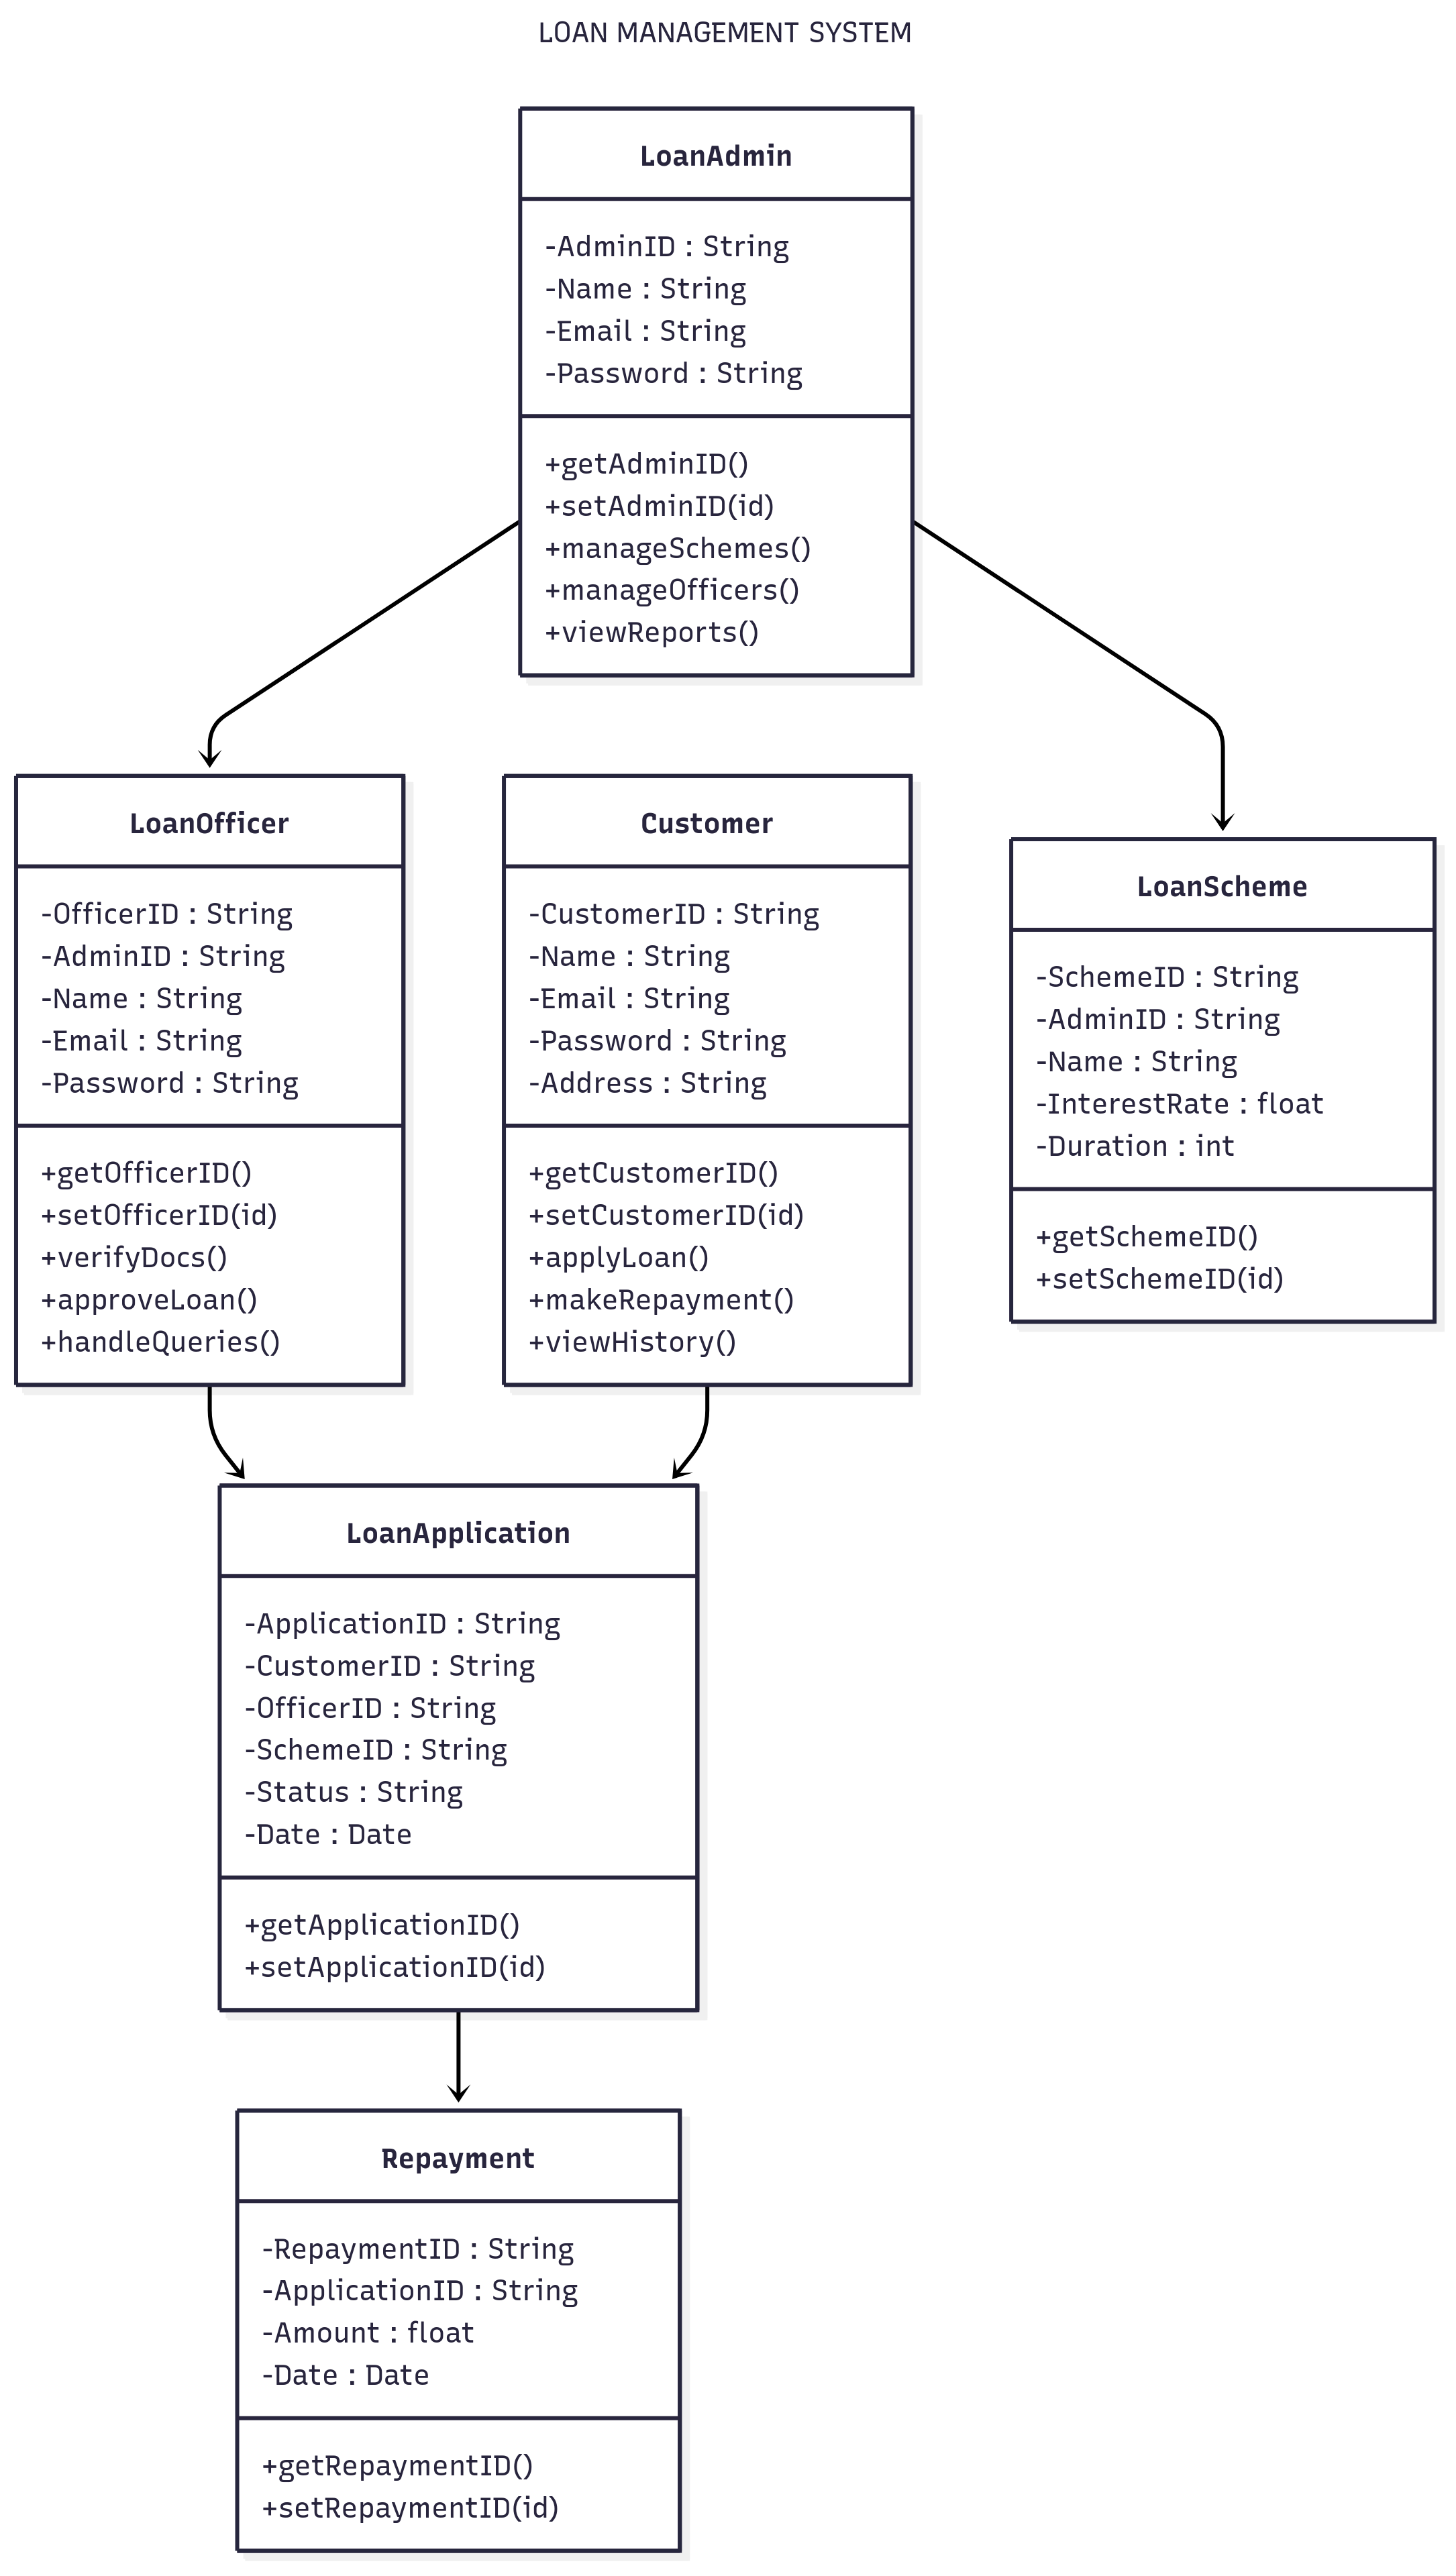 LOAN MANAGEMENT SYSTEM
LoanAdmin
-AdminID : String
-Name : String
-Email : String
-Password : String
+getAdminID()
+setAdminID(id)
+manageSchemes()
+manageOfficers()
+viewReports()
LoanOfficer
-OfficerID : String
-AdminID : String
-Name : String
-Email : String
-Password : String
+getOfficerID()
+setOfficerID(id)
+verifyDocs()
+approveLoan()
+handleQueries()
Customer
-CustomerID : String
-Name : String
-Email : String
-Password : String
-Address : String
+getCustomerID()
+setCustomerID(id)
+applyLoan()
+makeRepayment()
+viewHistory()
LoanScheme
-SchemeID : String
-AdminID : String
-Name : String
-InterestRate : float
-Duration : int
+getSchemeID()
+setSchemeID(id)
LoanApplication
-ApplicationID : String
-CustomerID : String
-OfficerID : String
-SchemeID : String
-Status : String
-Date : Date
+getApplicationID()
+setApplicationID(id)
Repayment
-RepaymentID : String
-ApplicationID : String
-Amount : float
-Date : Date
+getRepaymentID()
+setRepaymentID(id)